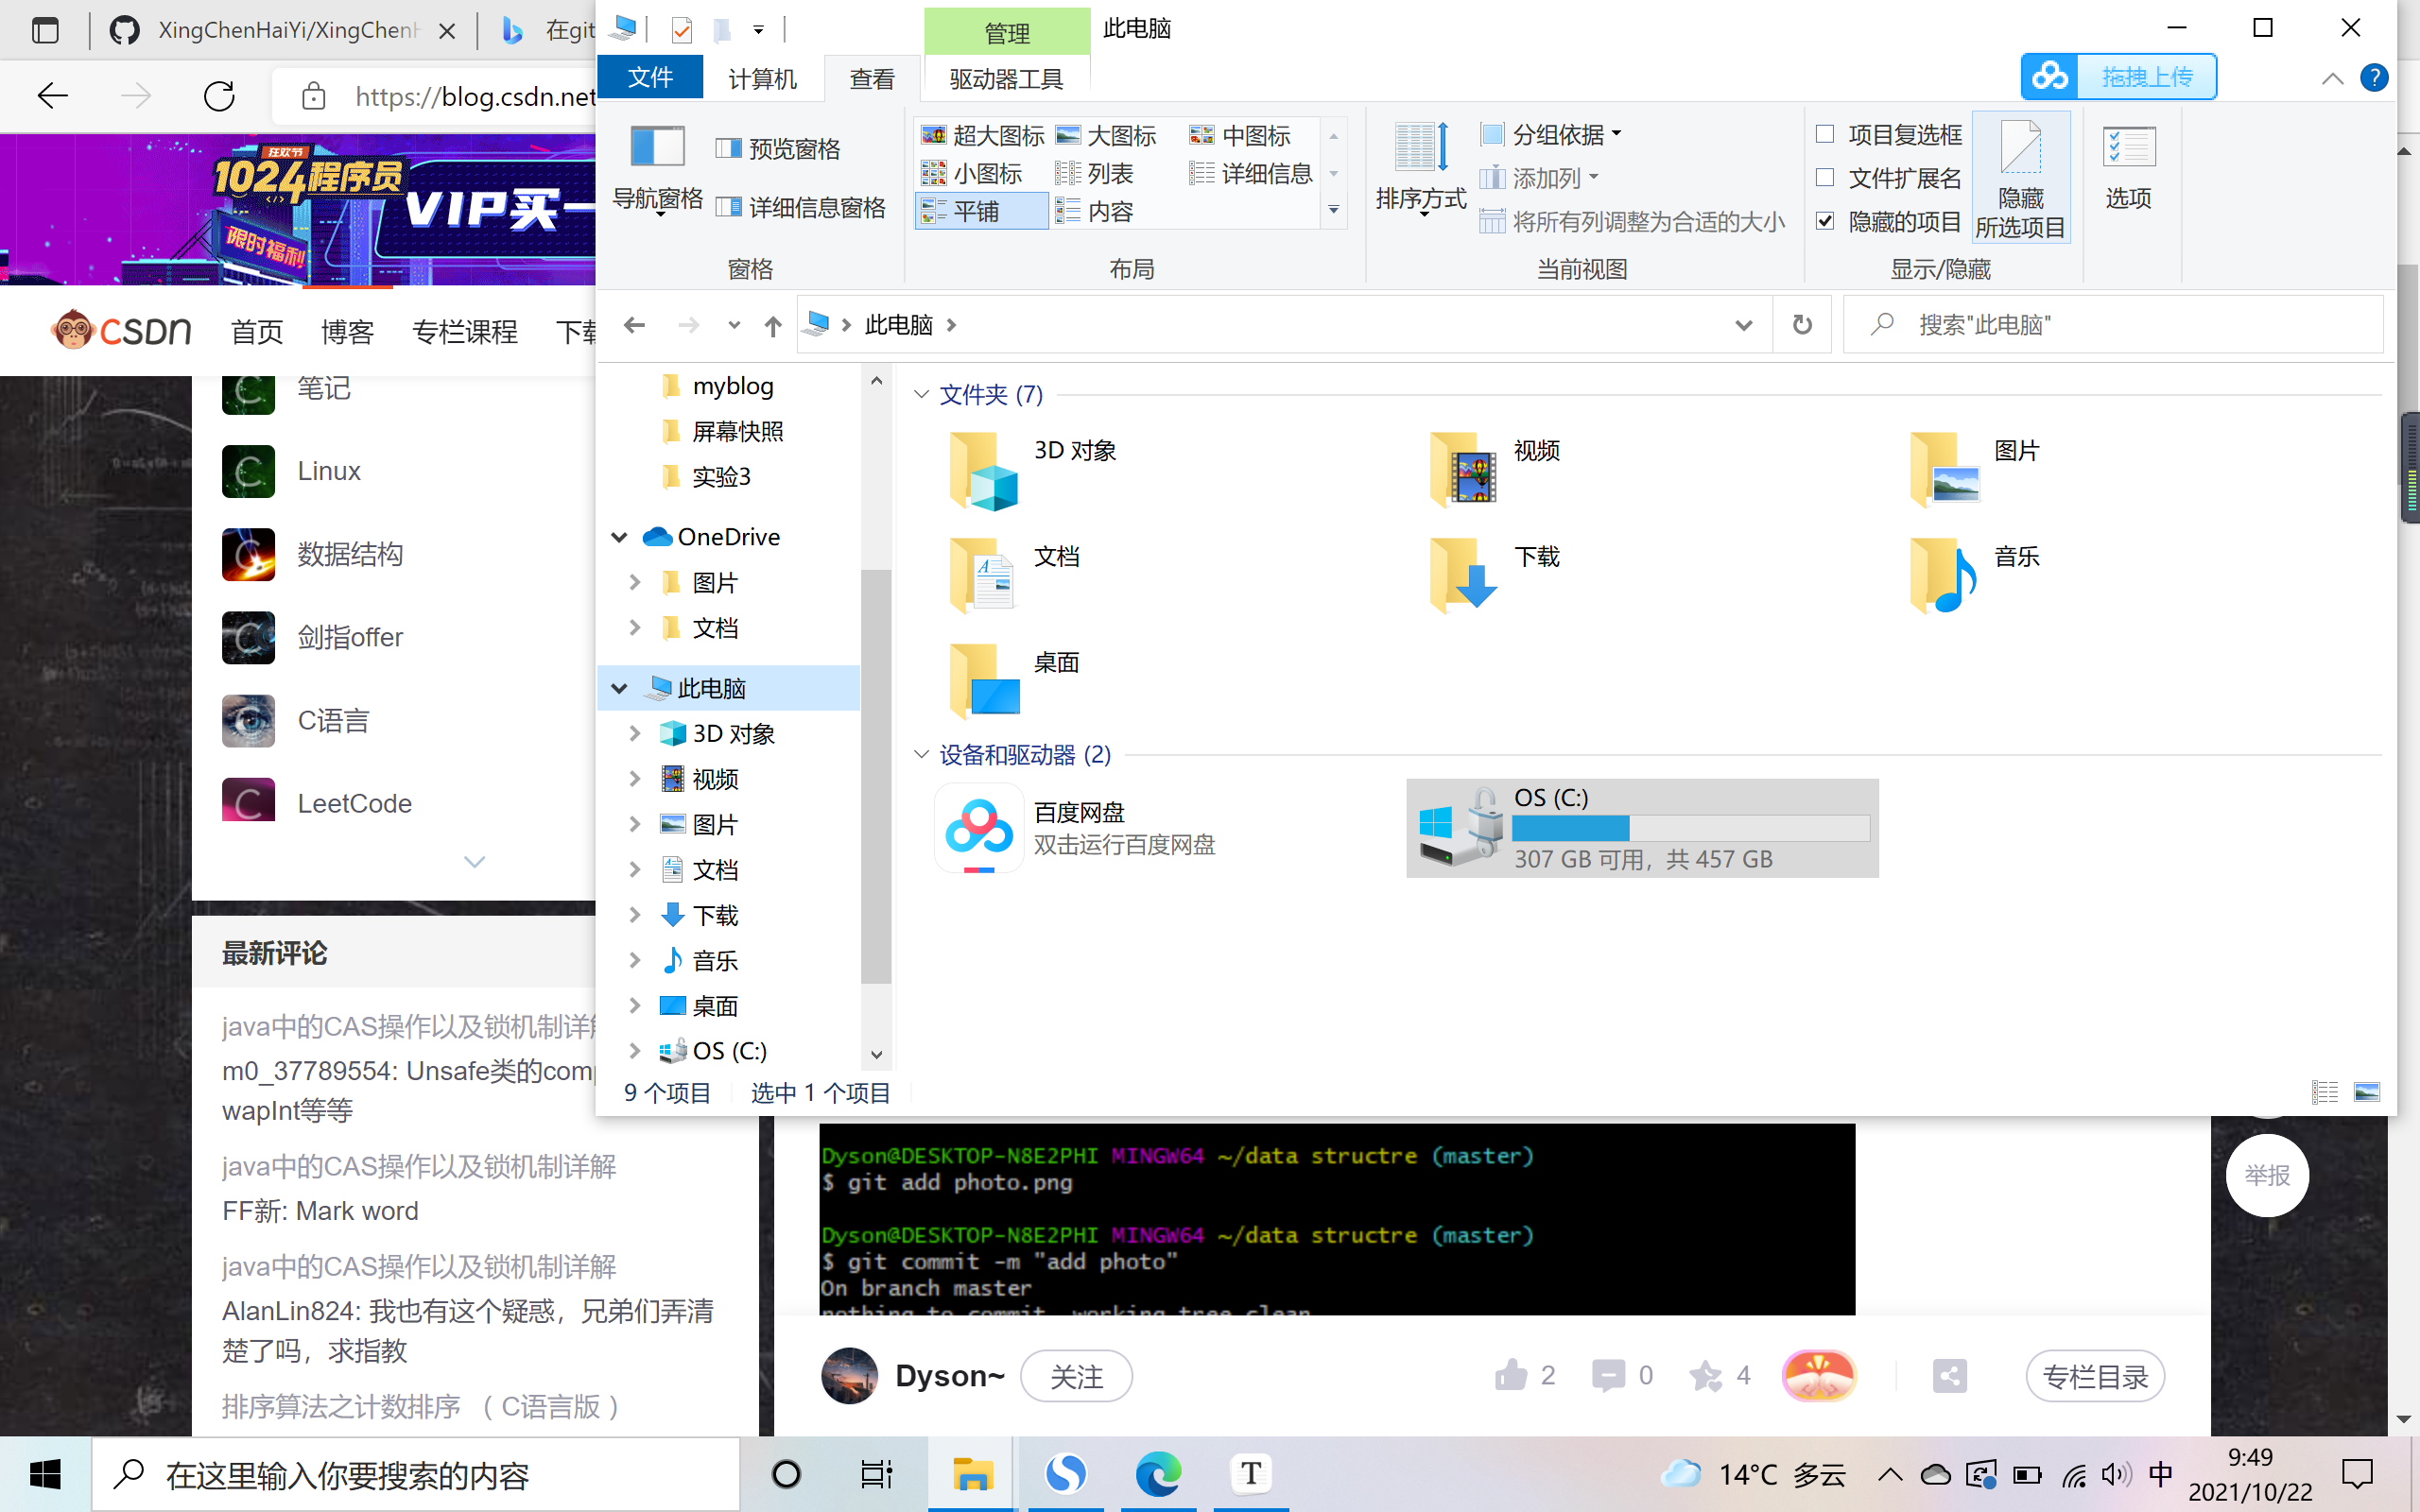 XingChenHaiYi/XingChenH
在git
https://blog.csdn.net
狂欢节
1024程序员
限时福利
VIP买一
CSDN
首页
博客
专栏课程
笔记
Linux
数据结构
剑指offer
C语言
LeetCode
最新评论
java中的CAS操作以及锁机制详解
m0_37789554: Unsafe类的comp
wapInt等等
java中的CAS操作以及锁机制详解
FF新: Mark word
java中的CAS操作以及锁机制详解
AlanLin824: 我也有这个疑惑，兄弟们弄清
楚了吗，求指教
排序算法之计数排序 （ C语言版 ）
管理
此电脑
文件
计算机
查看
驱动器工具
拖拽上传
导航窗格
预览窗格
详细信息窗格
窗格
超大图标
大图标
中图标
小图标
列表
详细信息
平铺
内容
布局
排序方式
分组依据
添加列
将所有列调整为合适的大小
当前视图
项目复选框
文件扩展名
隐藏的项目
隐藏
所选项目
显示/隐藏
选项
此电脑
搜索"此电脑"
myblog
屏幕快照
实验3
OneDrive
图片
文档
此电脑
3D 对象
视频
图片
文档
下载
音乐
桌面
OS (C:)
文件夹 (7)
3D 对象
视频
图片
文档
下载
音乐
桌面
设备和驱动器 (2)
百度网盘
双击运行百度网盘
OS (C:)
307 GB 可用，共 457 GB
9 个项目
选中 1 个项目
Dyson@DESKTOP-N8E2PHI MINGW64 ~/data structre (master)
$ git add photo.png
Dyson@DESKTOP-N8E2PHI MINGW64 ~/data structre (master)
$ git commit -m "add photo"
On branch master
nothing to commit, working tree clean
举报
Dyson~
关注
2
0
4
专栏目录
在这里输入你要搜索的内容
14°C 多云
中
9:49
2021/10/22